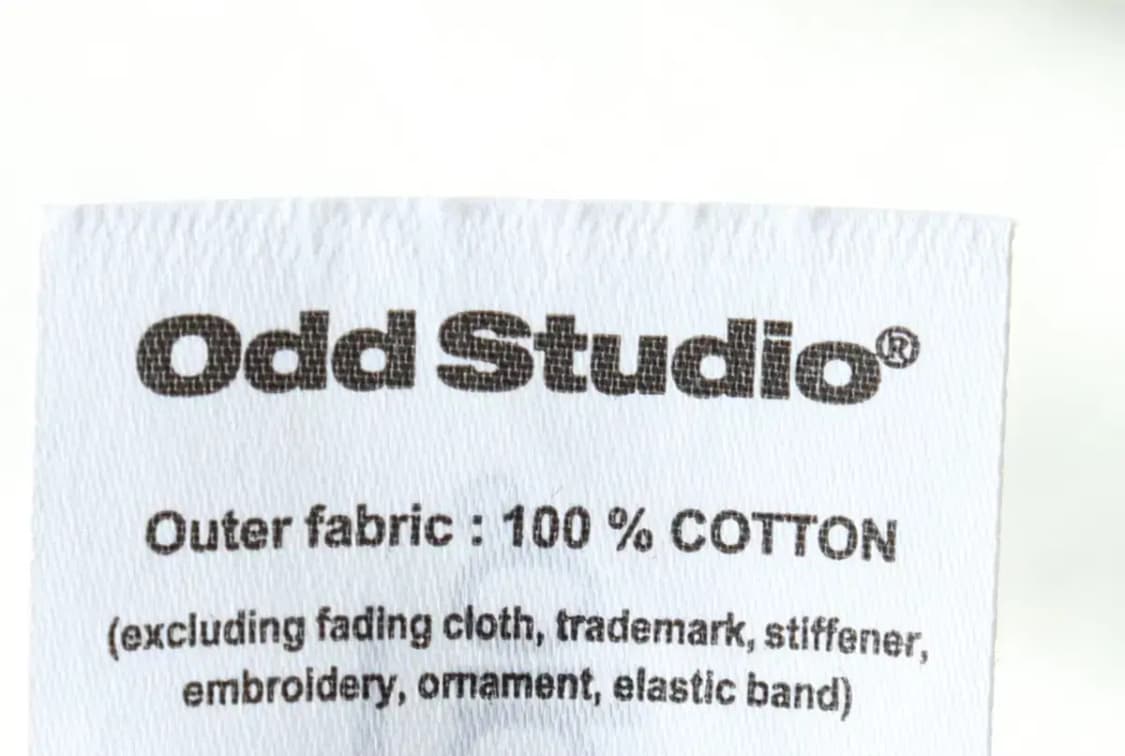 Odd Studio®
Outer fabric : 100 % COTTON
(excluding fading cloth, trademark, stiffener,
embroidery, ornament, elastic band)